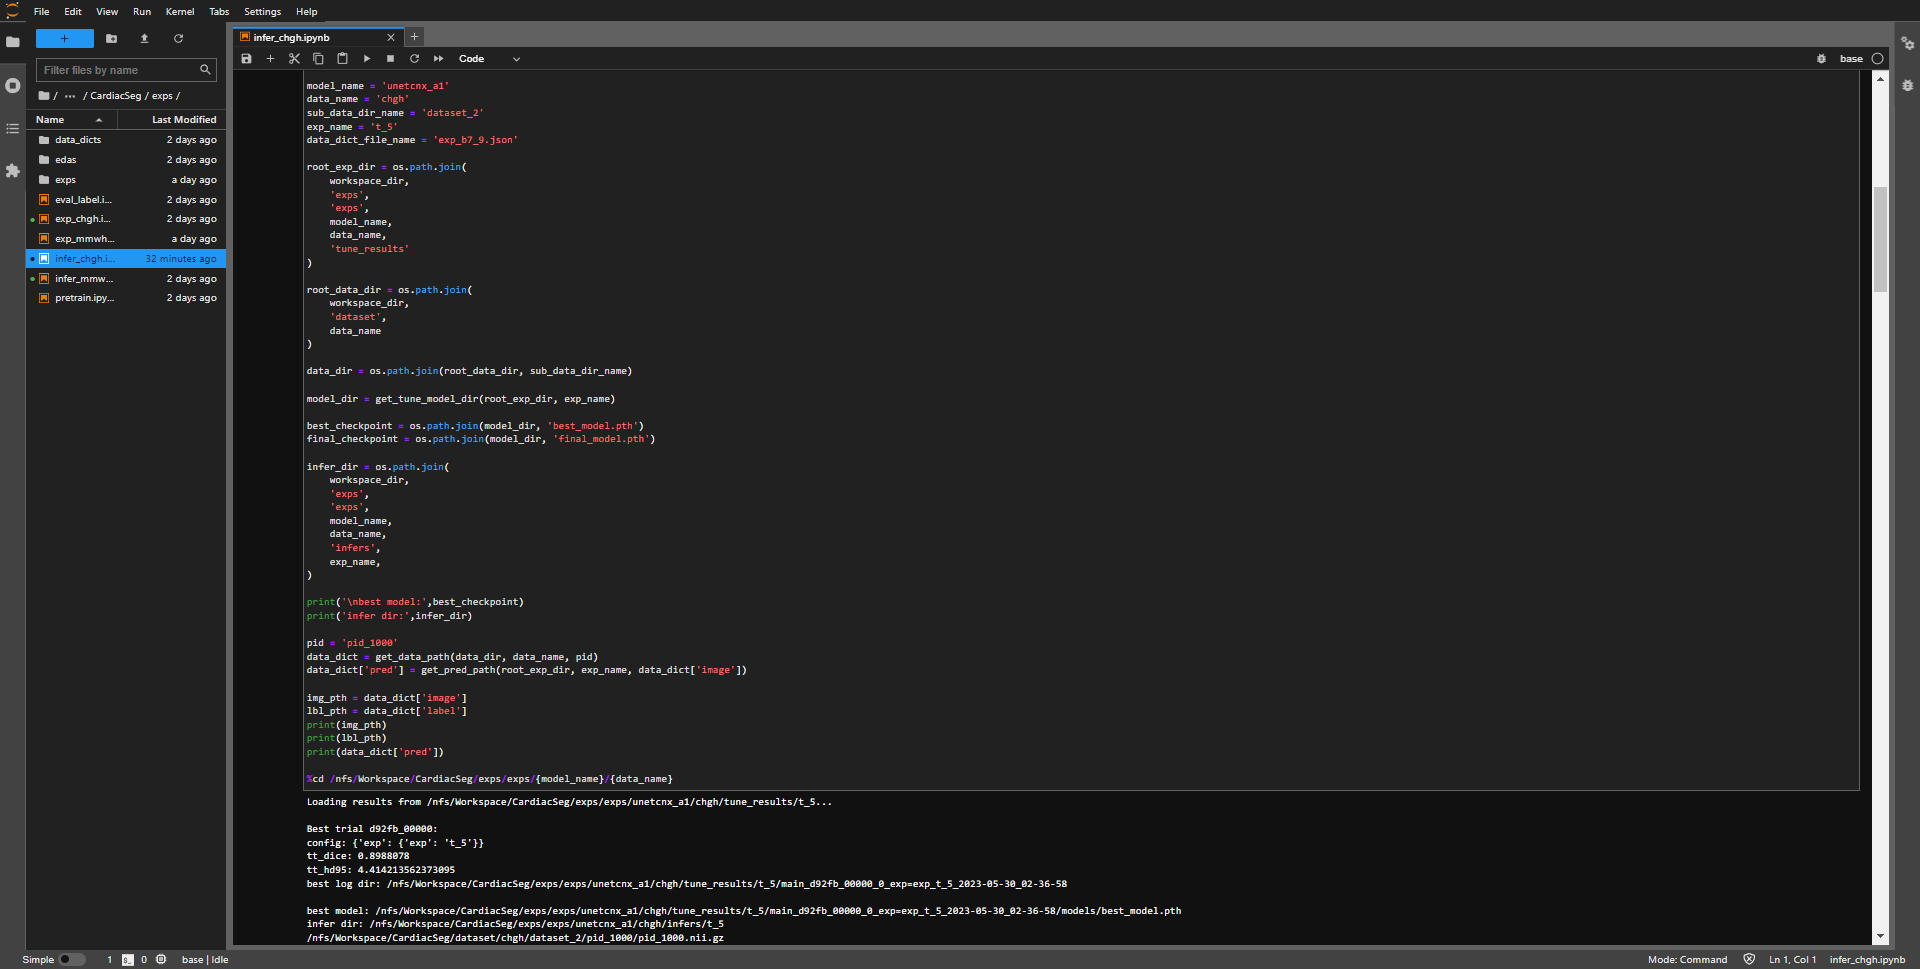 File Edit View Run Kernel Tabs Settings Help
+
Filter files by name
/ ··· / CardiacSeg / exps /
Name Last Modified
data_dicts 2 days ago
edas 2 days ago
exps a day ago
eval_label.i... 2 days ago
exp_chgh.i... 2 days ago
exp_mmwh... a day ago
infer_chgh.i... 32 minutes ago
infer_mmw... 2 days ago
pretrain.ipy... 2 days ago
infer_chgh.ipynb
Code
base
model_name = 'unetcnx_a1'
data_name = 'chgh'
sub_data_dir_name = 'dataset_2'
exp_name = 't_5'
data_dict_file_name = 'exp_b7_9.json'
root_exp_dir = os.path.join(
workspace_dir,
'exps',
'exps',
model_name,
data_name,
'tune_results'
)
root_data_dir = os.path.join(
workspace_dir,
'dataset',
data_name
)
data_dir = os.path.join(root_data_dir, sub_data_dir_name)
model_dir = get_tune_model_dir(root_exp_dir, exp_name)
best_checkpoint = os.path.join(model_dir, 'best_model.pth')
final_checkpoint = os.path.join(model_dir, 'final_model.pth')
infer_dir = os.path.join(
workspace_dir,
'exps',
'exps',
model_name,
data_name,
'infers',
exp_name,
)
print('\nbest model:',best_checkpoint)
print('infer dir:',infer_dir)
pid = 'pid_1000'
data_dict = get_data_path(data_dir, data_name, pid)
data_dict['pred'] = get_pred_path(root_exp_dir, exp_name, data_dict['image'])
img_pth = data_dict['image']
lbl_pth = data_dict['label']
print(img_pth)
print(lbl_pth)
print(data_dict['pred'])
%cd /nfs/Workspace/CardiacSeg/exps/exps/{model_name}/{data_name}
Loading results from /nfs/Workspace/CardiacSeg/exps/exps/unetcnx_a1/chgh/tune_results/t_5...
Best trial d92fb_00000:
config: {'exp': {'exp': 't_5'}}
tt_dice: 0.8988078
tt_hd95: 4.414213562373095
best log dir: /nfs/Workspace/CardiacSeg/exps/exps/unetcnx_a1/chgh/tune_results/t_5/main_d92fb_00000_0_exp=exp_t_5_2023-05-30_02-36-58
best model: /nfs/Workspace/CardiacSeg/exps/exps/unetcnx_a1/chgh/tune_results/t_5/main_d92fb_00000_0_exp=exp_t_5_2023-05-30_02-36-58/models/best_model.pth
infer dir: /nfs/Workspace/CardiacSeg/exps/exps/unetcnx_a1/chgh/infers/t_5
/nfs/Workspace/CardiacSeg/dataset/chgh/dataset_2/pid_1000/pid_1000.nii.gz
Simple 1 0 base | Idle Mode: Command Ln 1, Col 1 infer_chgh.ipynb